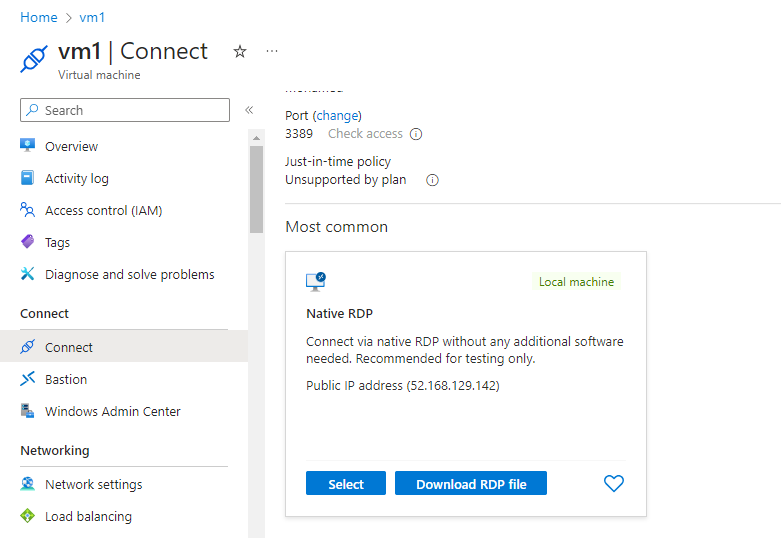 Home > vm1
vm1 | Connect
Virtual machine
Search
Overview
Activity log
Access control (IAM)
Tags
Diagnose and solve problems
Connect
Connect
Bastion
Windows Admin Center
Networking
Network settings
Load balancing
Port (change)
3389 Check access
Just-in-time policy
Unsupported by plan
Most common
Local machine
Native RDP
Connect via native RDP without any additional software
needed. Recommended for testing only.
Public IP address (52.168.129.142)
Select
Download RDP file